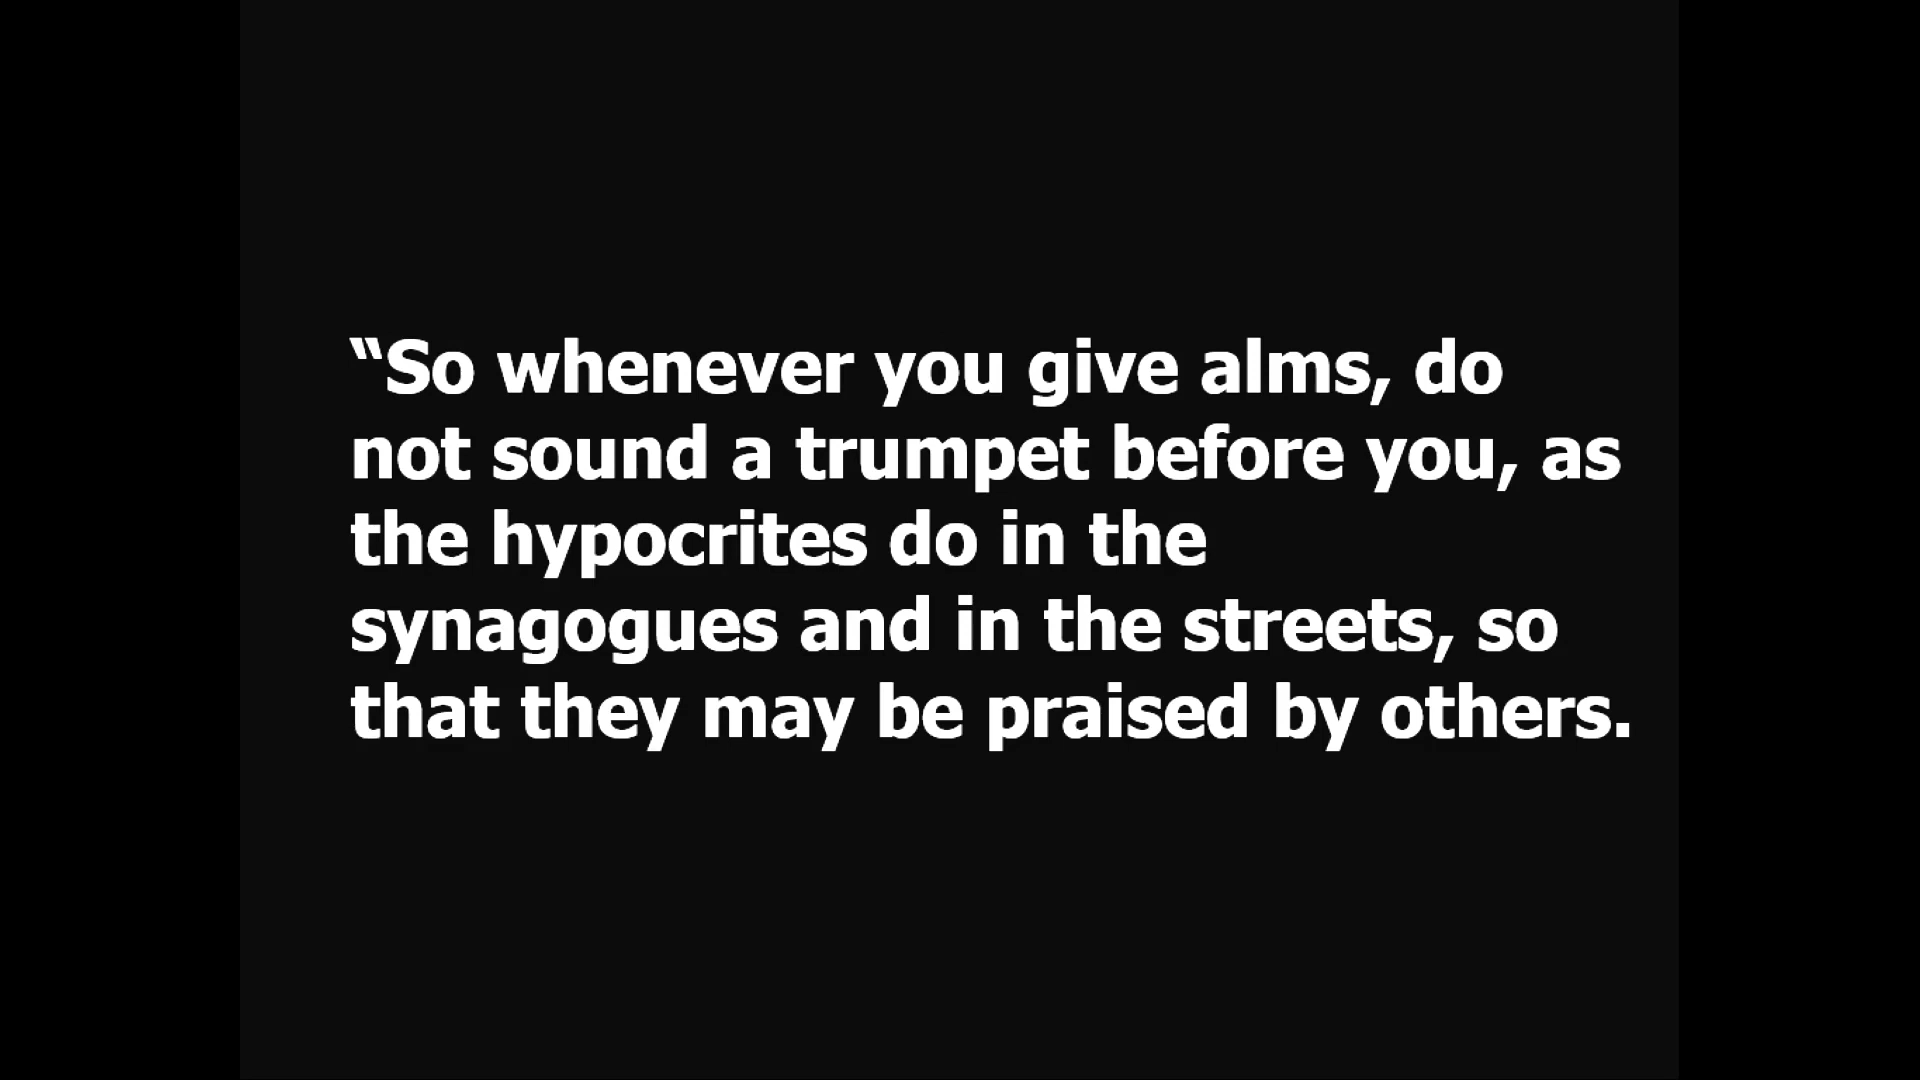 “So whenever you give alms, do
not sound a trumpet before you, as
the hypocrites do in the
synagogues and in the streets, so
that they may be praised by others.